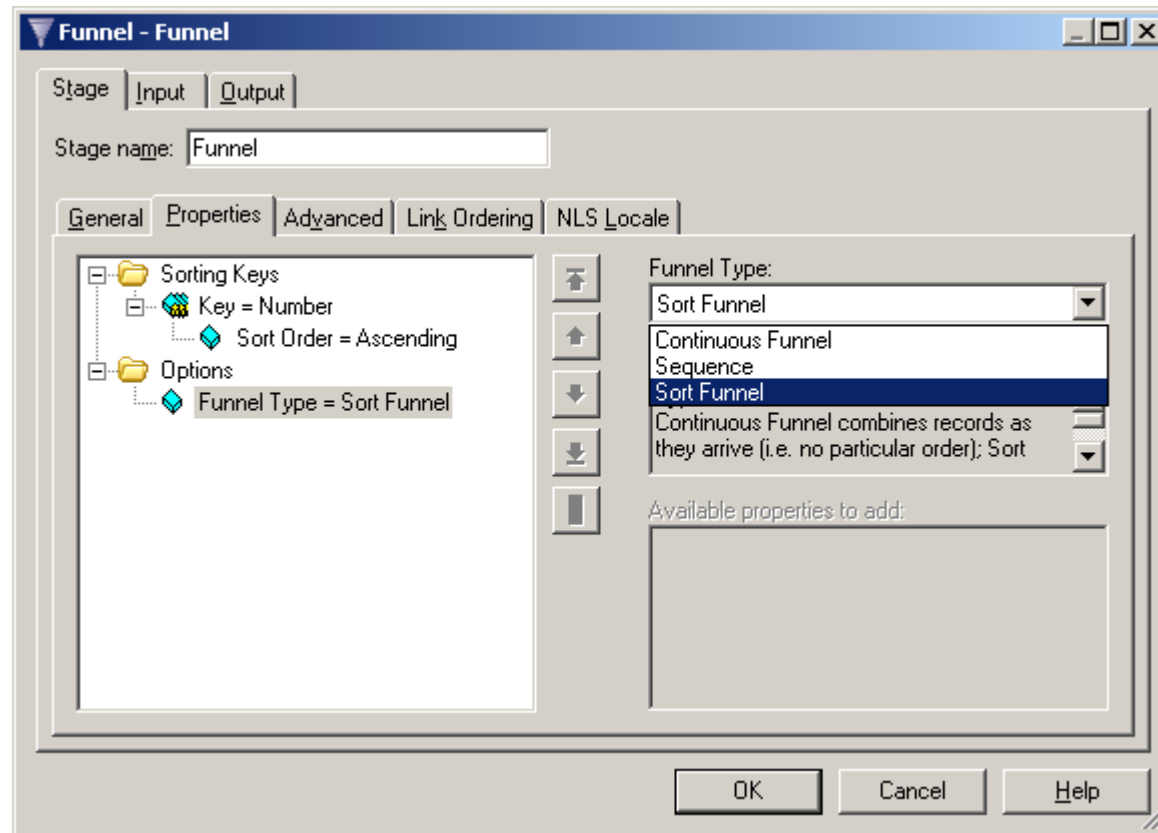 Funnel - Funnel
Stage Input Output
Stage name: Funnel
General Properties Advanced Link Ordering NLS Locale
Sorting Keys
Key = Number
Sort Order = Ascending
Options
Funnel Type = Sort Funnel
Funnel Type:
Sort Funnel
Continuous Funnel
Sequence
Sort Funnel
Continuous Funnel combines records as
they arrive (i.e. no particular order); Sort
Available properties to add:
OK Cancel Help